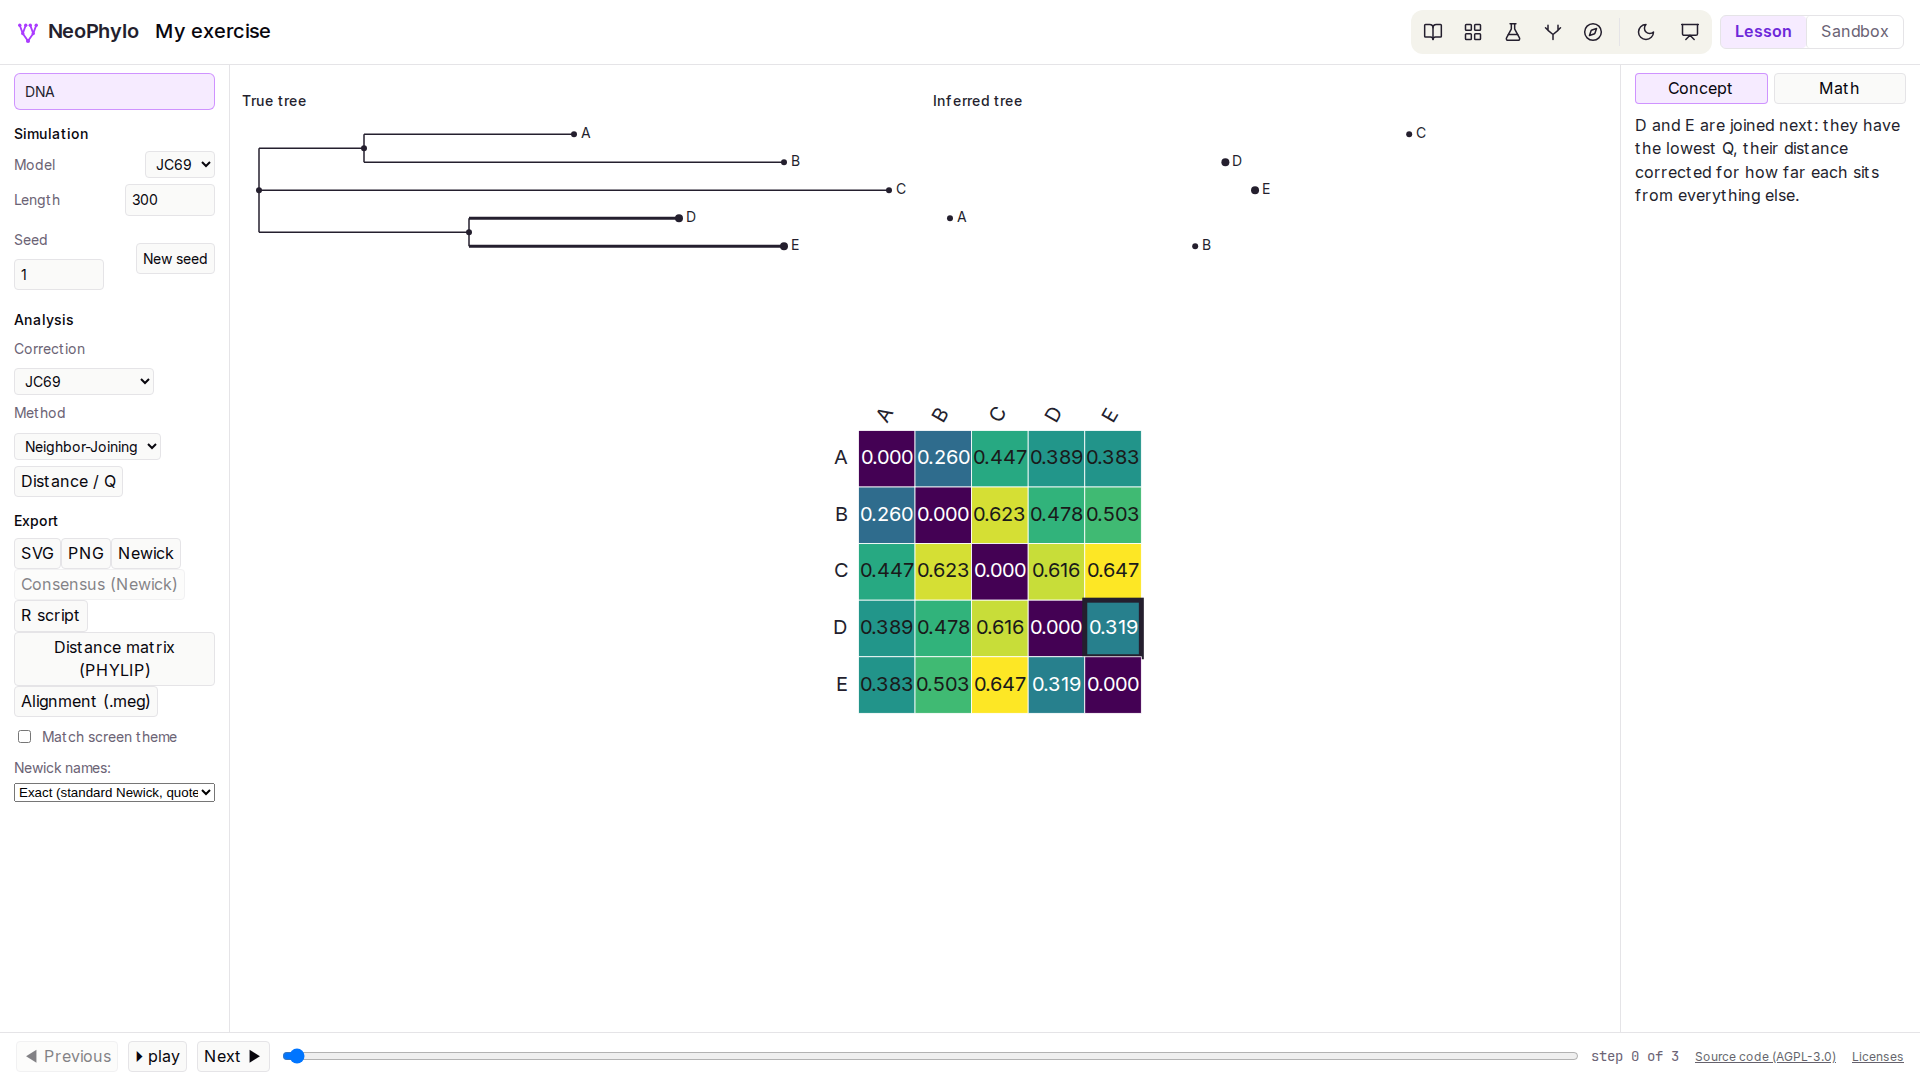 NeoPhylo My exercise
Lesson Sandbox
DNA
Simulation
Model JC69
Length 300
Seed
1
New seed
Analysis
Correction
JC69
Method
Neighbor-Joining
Distance / Q
Export
SVG PNG Newick
Consensus (Newick)
R script
Distance matrix
(PHYLIP)
Alignment (.meg)
Match screen theme
Newick names:
Exact (standard Newick, quote
True tree
A
B
C
D
E
Inferred tree
C
D
E
A
B
A B C D E
A 0.000 0.260 0.447 0.389 0.383
B 0.260 0.000 0.623 0.478 0.503
C 0.447 0.623 0.000 0.616 0.647
D 0.389 0.478 0.616 0.000 0.319
E 0.383 0.503 0.647 0.319 0.000
Concept Math
D and E are joined next: they have
the lowest Q, their distance
corrected for how far each sits
from everything else.
Previous play Next step 0 of 3 Source code (AGPL-3.0) Licenses